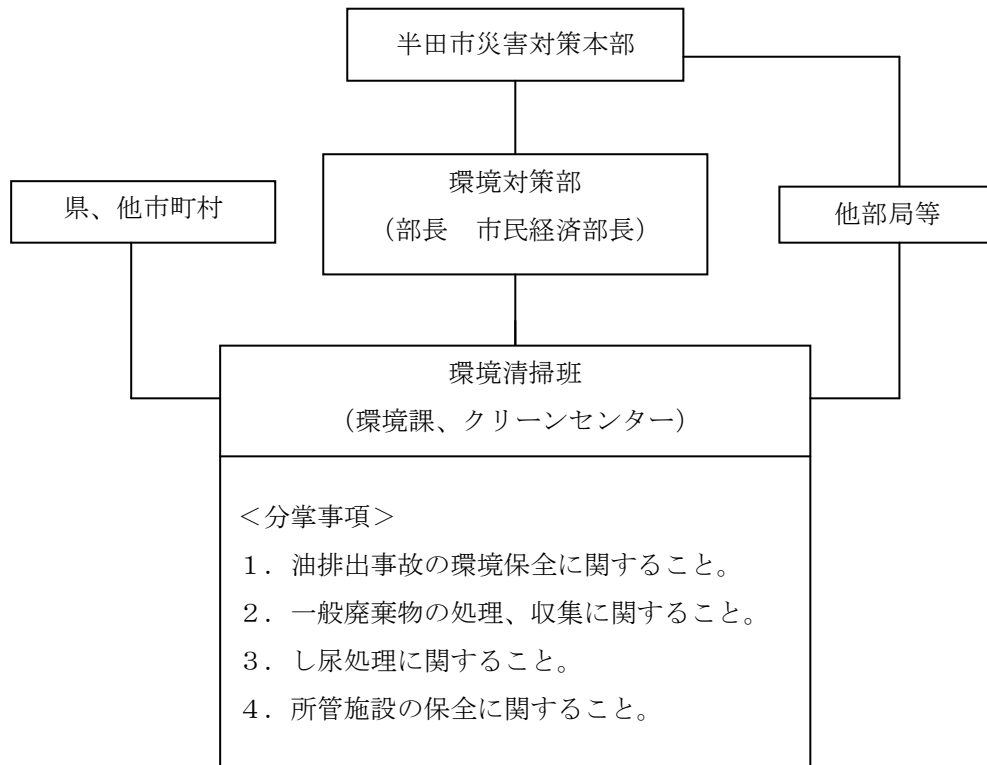 半田市災害対策本部
環境対策部
(部長　市民経済部長)
県、他市町村
他部局等
環境清掃班
(環境課、クリーンセンター)
＜分掌事項＞
１．油排出事故の環境保全に関すること。
２．一般廃棄物の処理、収集に関すること。
３．し尿処理に関すること。
４．所管施設の保全に関すること。